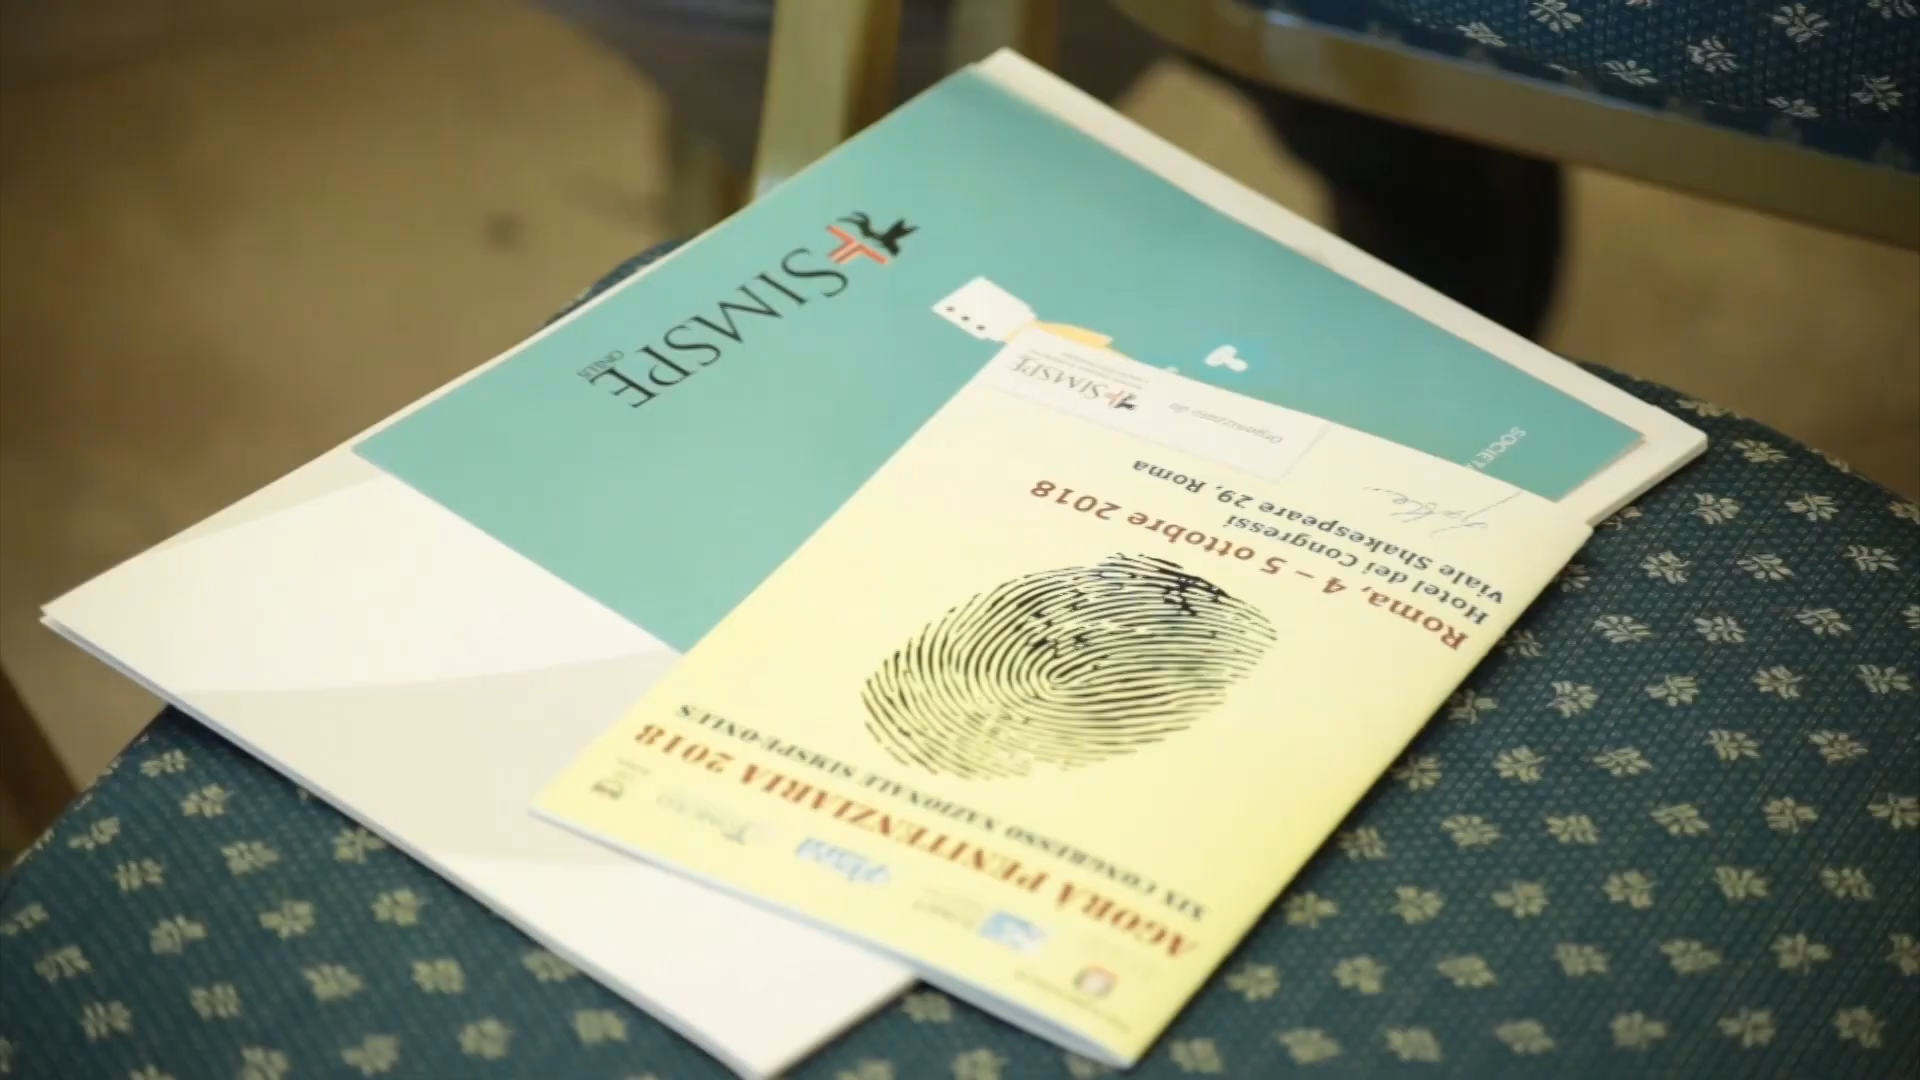 SIMSPE
ONLUS
SOCIETÀ
AGORÀ PENITENZIARIA 2018
XIX CONGRESSO NAZIONALE SIMSPE-ONLUS
Roma, 4 – 5 ottobre 2018
Hotel dei Congressi
viale Shakespeare 29, Roma
Organizzato da
SIMSPE